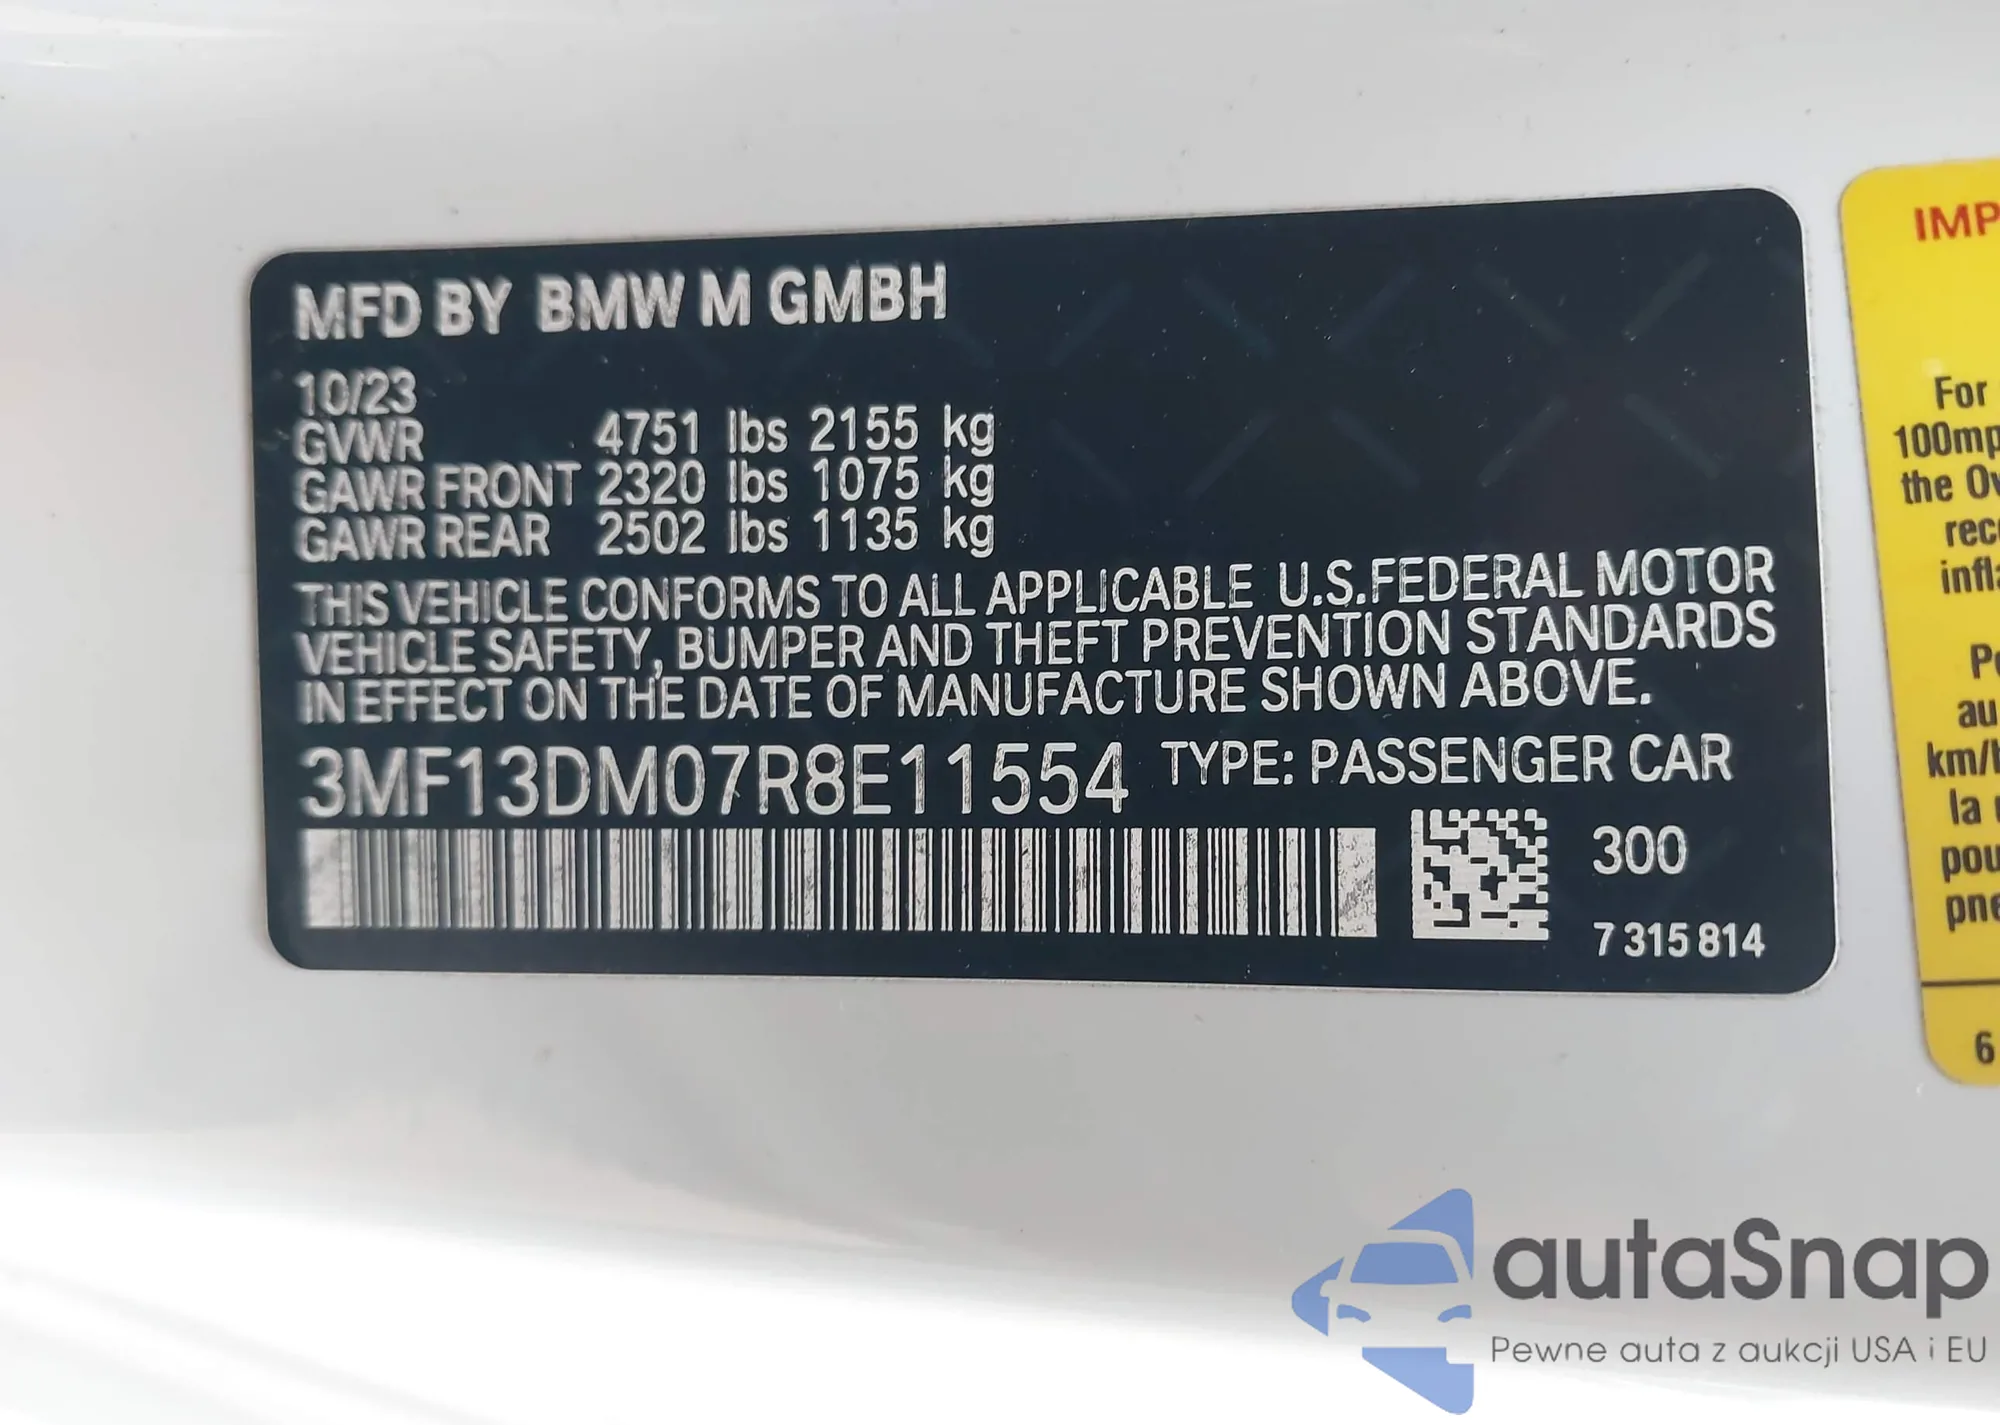 MFD BY BMW M GMBH
10/23
GVWR 4751 lbs 2155 kg
GAWR FRONT 2320 lbs 1075 kg
GAWR REAR 2502 lbs 1135 kg
THIS VEHICLE CONFORMS TO ALL APPLICABLE U.S.FEDERAL MOTOR
VEHICLE SAFETY, BUMPER AND THEFT PREVENTION STANDARDS
IN EFFECT ON THE DATE OF MANUFACTURE SHOWN ABOVE.
3MF13DM07R8E11554 TYPE: PASSENGER CAR
300
7 315 814
IMP
For
100mp
the Ov
rec
infla
au
km/h
la
pou
pne
6
autaSnap
Pewne auta z aukcji USA i EU